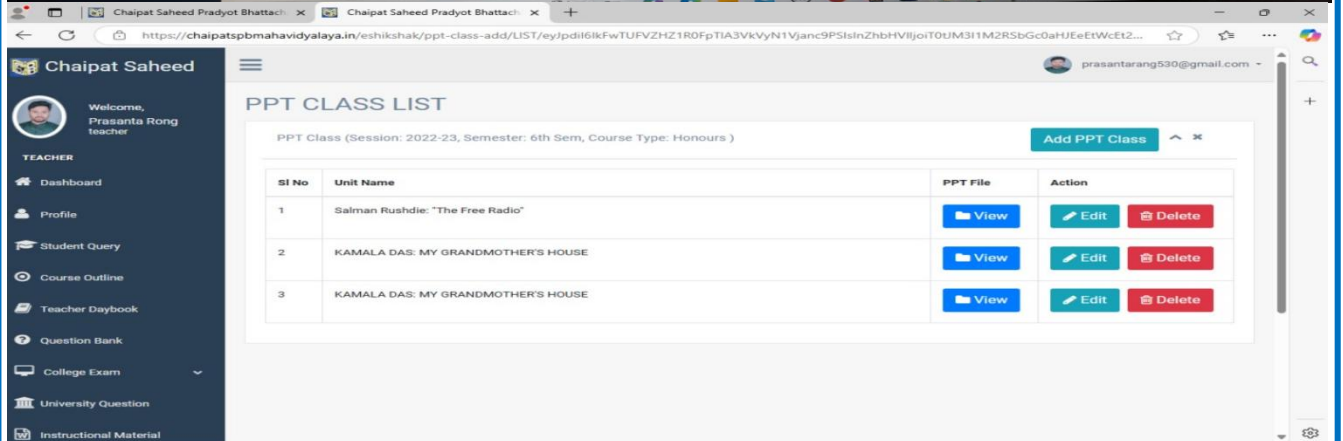 Chaipat Saheed Pradyot Bhattach
Chaipat Saheed Pradyot Bhattach
https://chaipatspbmahavidyalaya.in/eshikshak/ppt-class-add/LIST/
Chaipat Saheed
prasantarang530@gmail.com
Welcome,
Prasanta Rong
teacher
TEACHER
Dashboard
Profile
Student Query
Course Outline
Teacher Daybook
Question Bank
College Exam
University Question
Instructional Material
PPT CLASS LIST
PPT Class (Session: 2022-23, Semester: 6th Sem, Course Type: Honours )
Add PPT Class
Sl No Unit Name PPT File Action
1 Salman Rushdie: "The Free Radio" View Edit Delete
2 KAMALA DAS: MY GRANDMOTHER'S HOUSE View Edit Delete
3 KAMALA DAS: MY GRANDMOTHER'S HOUSE View Edit Delete